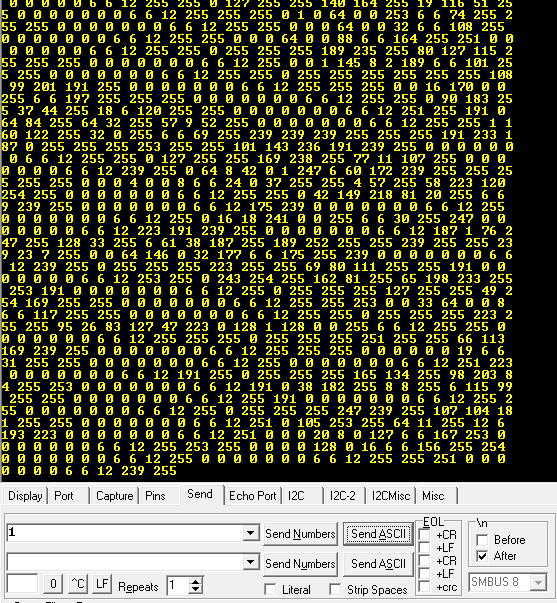 0 0 0 0 0 6 6 12 255 255 0 127 255 255 140 164 255 19 116 51 25
5 255 0 0 0 0 0 0 0 6 6 12 255 255 0 1 0 64 0 0 253 6 6 74 255 2
55 255 0 0 0 0 0 0 0 6 6 12 255 255 0 0 64 0 0 32 6 6 108 255
0 0 0 0 0 0 6 6 12 255 255 0 0 64 0 0 88 6 6 164 255 251 0 0
0 0 0 0 0 6 6 12 255 255 0 255 255 255 189 235 255 80 127 115 2
55 255 255 0 0 0 0 0 0 0 6 6 12 255 0 0 1 145 8 2 189 6 6 101 25
5 255 0 0 0 0 0 0 0 6 6 12 255 255 0 255 255 255 255 255 255 108
99 201 191 255 0 0 0 0 0 0 0 6 6 12 255 255 0 0 16 170 0 0
255 6 6 197 255 255 255 0 0 0 0 0 0 0 6 6 12 255 255 0 90 183 25
5 37 44 255 18 6 120 255 255 0 0 0 0 0 0 0 6 6 12 255 251 255 0
64 84 255 64 32 255 57 9 52 255 0 0 0 0 0 0 0 6 6 12 255 255 1 1
60 122 255 32 0 255 6 6 69 255 239 239 239 255 255 255 191 233 1
87 0 255 255 255 253 255 255 101 143 236 191 239 255 0 0 0 0 0 0
0 6 6 12 255 255 0 127 255 255 169 238 255 77 11 107 255 0 0 0
0 0 0 0 6 6 12 239 255 0 64 8 42 0 1 247 6 60 172 239 255 255 25
5 255 255 0 0 0 4 0 0 8 6 6 24 0 37 255 255 4 57 255 58 223 120
254 255 0 0 0 0 0 0 0 6 6 12 255 255 0 42 149 218 81 20 255 6 6
9 239 255 0 0 0 0 0 0 0 6 6 12 175 239 0 0 0 0 0 0 0 6 6 12 255
0 0 0 0 0 0 6 6 12 255 0 16 18 241 0 0 255 6 6 30 255 247 0 0
0 0 0 0 0 6 6 12 223 191 239 255 0 0 0 0 0 0 0 6 6 12 187 1 76 2
47 255 128 33 255 6 61 38 187 255 189 252 255 255 239 255 255 23
9 23 7 255 0 0 64 146 0 32 177 6 6 175 255 239 0 0 0 0 0 0 0 6 6
12 239 255 0 255 255 255 223 255 255 69 80 111 255 255 191 0 0
0 0 0 0 0 6 6 12 253 255 0 243 254 255 162 81 255 65 198 233 255
253 191 0 0 0 0 0 0 0 6 6 12 255 0 255 255 255 127 255 255 49 2
54 169 255 255 0 0 0 0 0 0 0 6 6 12 255 255 253 0 0 33 64 0 0 8
6 6 117 255 255 0 0 0 0 0 0 0 6 6 12 255 255 0 255 255 255 223 2
55 255 95 26 83 127 47 223 0 128 1 128 0 0 255 6 6 12 255 255 0
0 0 0 0 0 0 6 6 12 255 255 0 255 255 255 255 251 255 255 66 113
169 239 255 0 0 0 0 0 0 0 6 6 12 255 255 0 0 0 0 0 0 0 19 6 6
31 255 255 0 0 0 0 0 0 0 6 6 12 255 0 0 0 0 0 0 0 6 6 12 251 223
0 0 0 0 0 0 0 6 6 12 191 255 0 255 255 255 165 134 255 98 203 8
4 255 253 0 0 0 0 0 0 0 6 6 12 191 0 38 182 255 8 8 255 6 115 99
255 255 0 0 0 0 0 0 0 6 6 12 255 191 0 0 0 0 0 0 0 6 6 12 255 2
55 0 0 0 0 0 0 0 6 6 12 255 0 255 255 255 247 239 255 107 104 18
1 255 255 0 0 0 0 0 0 0 6 6 12 251 0 105 253 255 64 11 255 12 6
193 223 0 0 0 0 0 0 0 6 6 12 251 0 0 0 20 8 0 127 6 6 167 253 0
0 0 0 0 0 0 6 6 12 255 253 255 0 0 0 0 128 0 16 6 6 156 255 254
0 0 0 0 0 0 0 6 6 12 255 0 0 0 0 0 0 0 6 6 12 255 255 251 0 0 0
0 0 0 0 6 6 12 239 255
Display Port Capture Pins Send Echo Port I2C I2C-2 I2CMisc Misc
1 Send Numbers Send ASCII
Send Numbers Send ASCII
0 ^C LF Repeats 1 Literal Strip Spaces
EOL
+CR
+LF
+CR
+LF
+crc
\n
Before
After
SMBUS 8